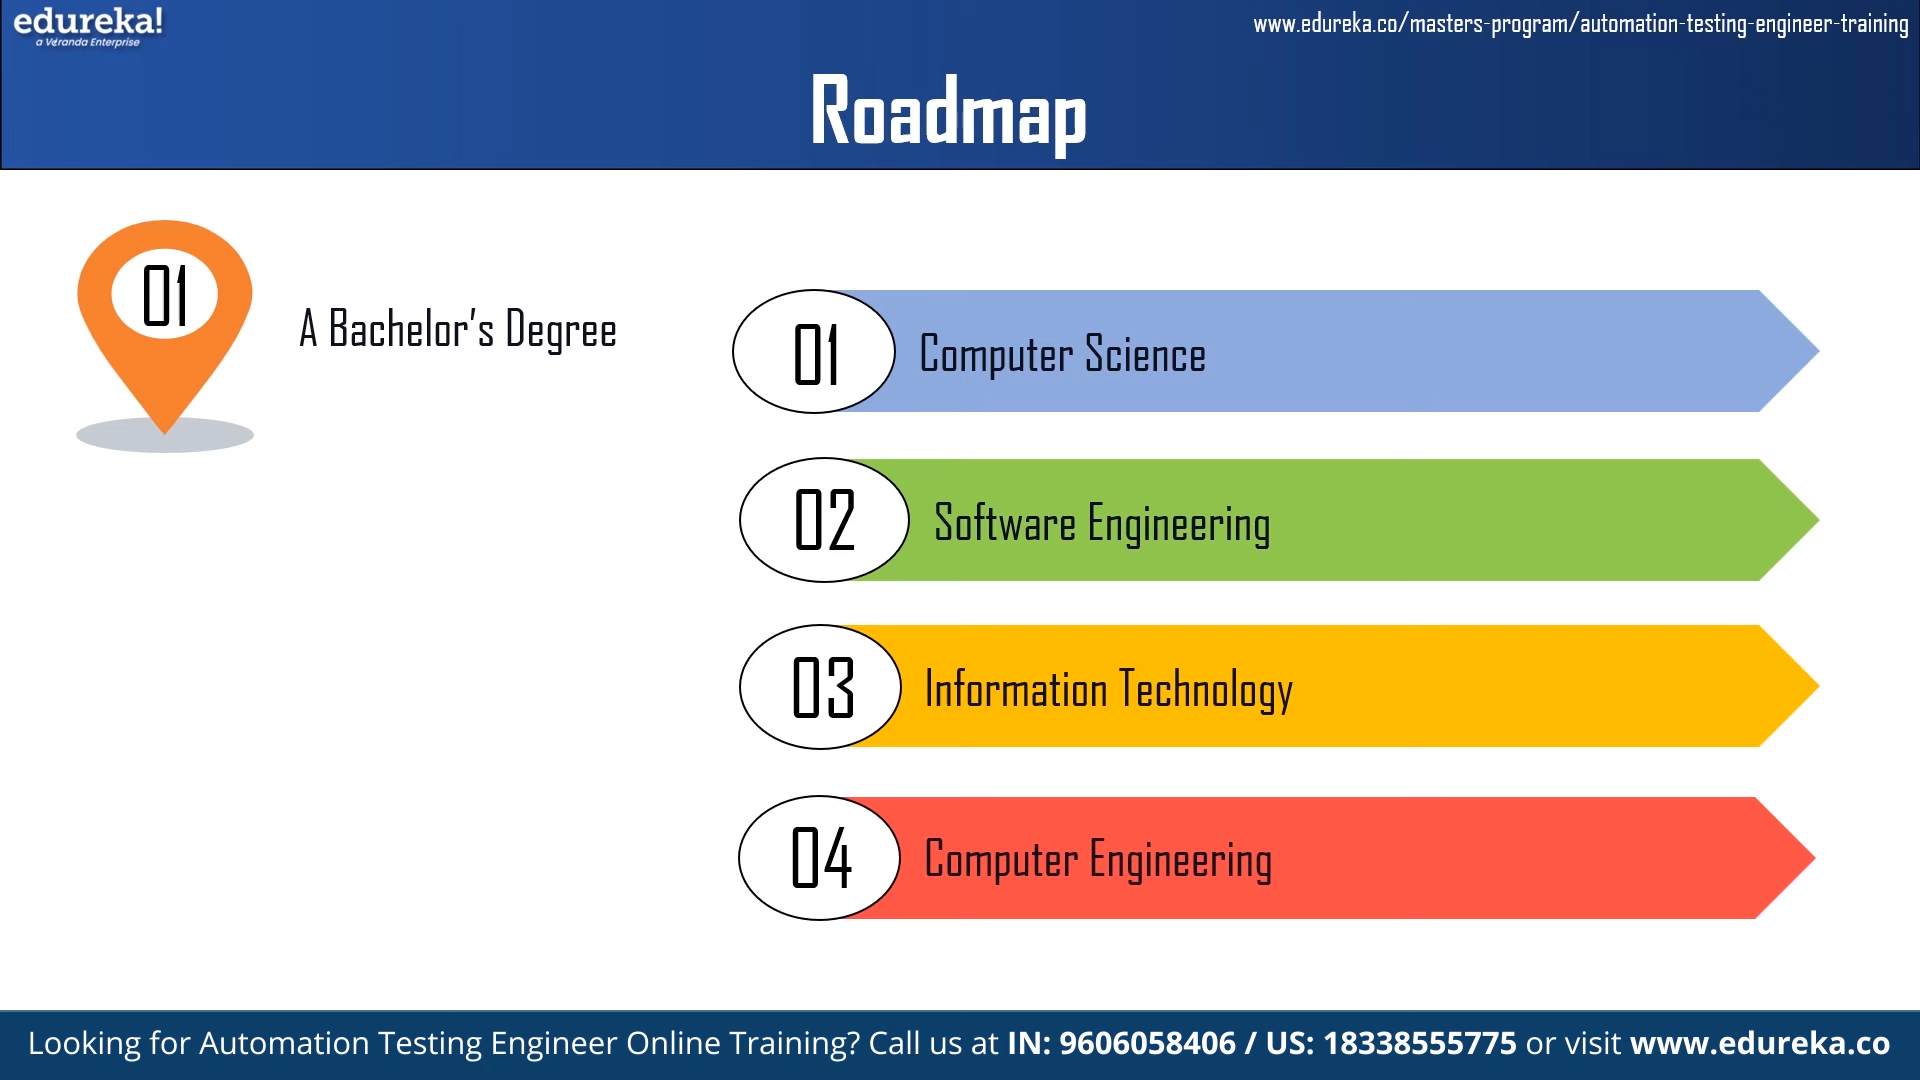 edureka!
a Veranda Enterprise
www.edureka.co/masters-program/automation-testing-engineer-training
Roadmap
01
A Bachelor's Degree
01
Computer Science
02
Software Engineering
03
Information Technology
04
Computer Engineering
Looking for Automation Testing Engineer Online Training? Call us at IN: 9606058406 / US: 18338555775 or visit www.edureka.co